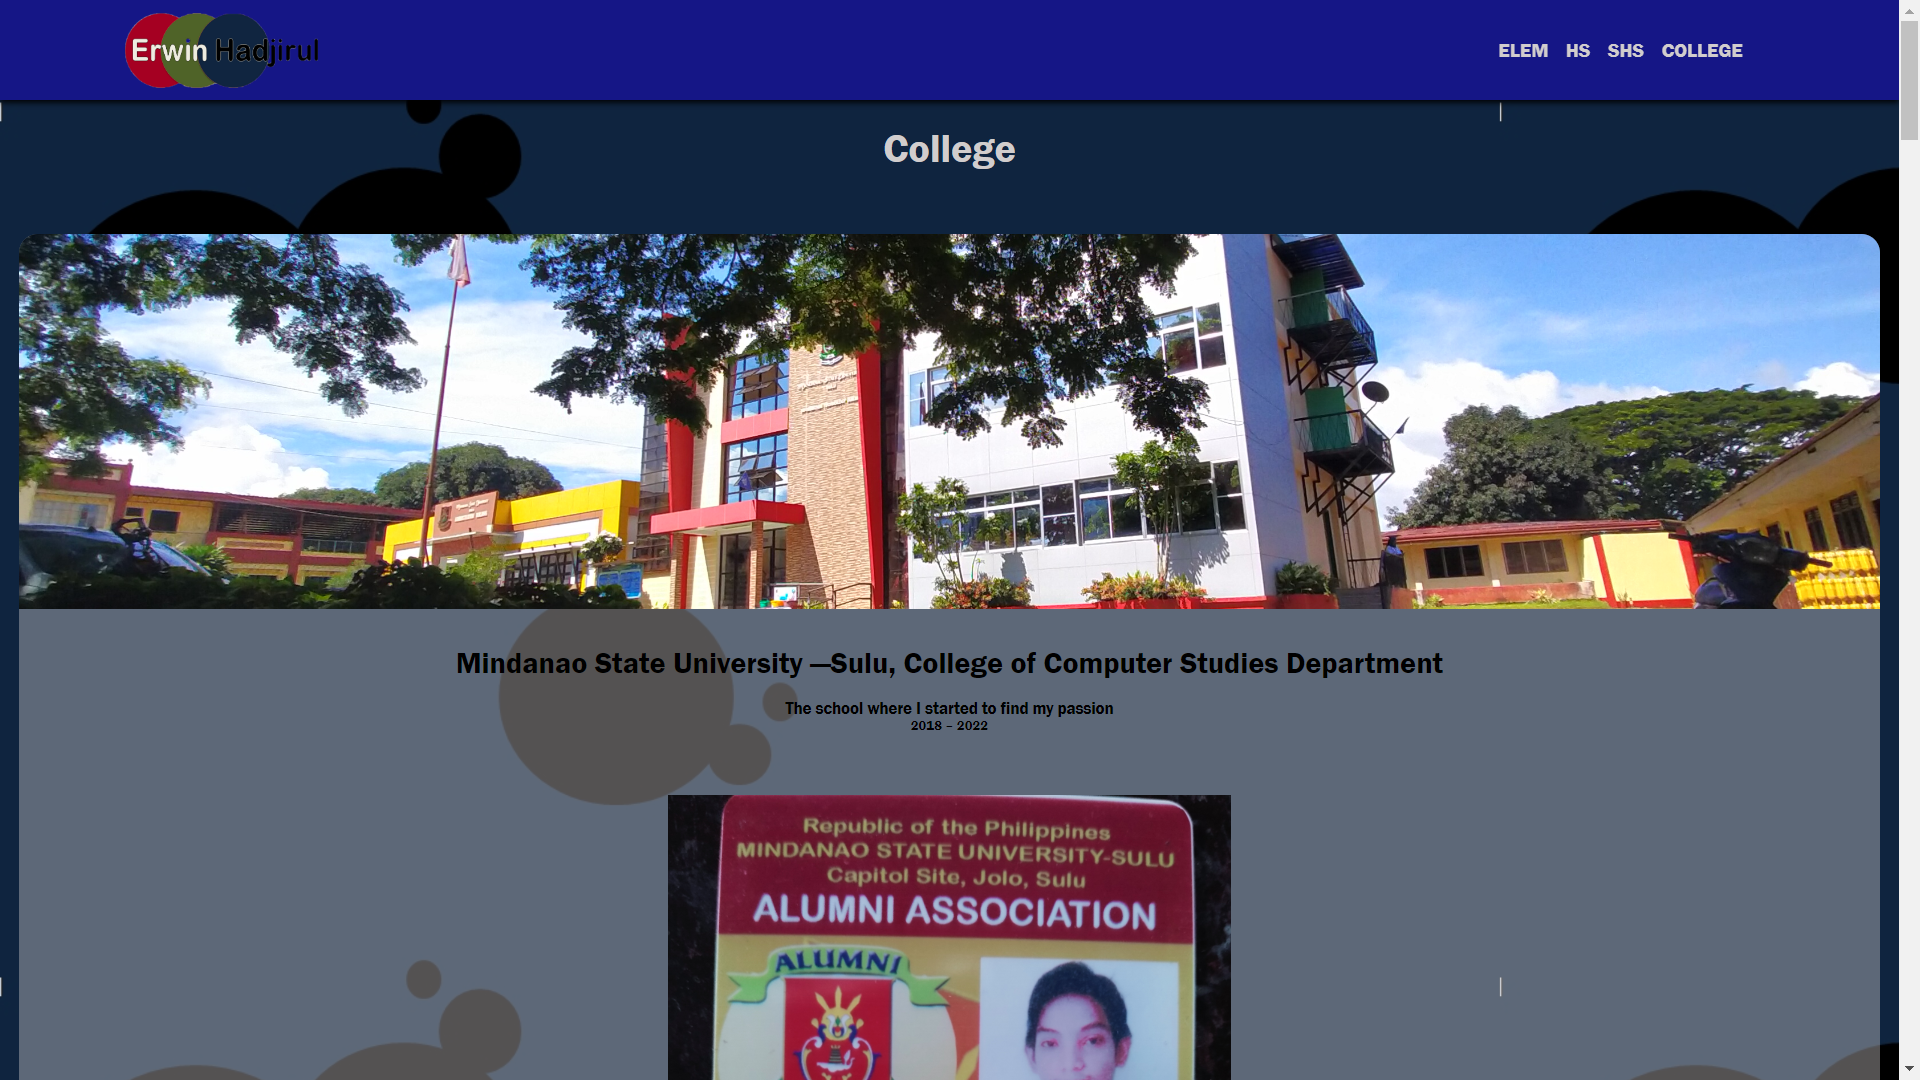 Erwin Hadjirul
ELEM HS SHS COLLEGE
College
Mindanao State University —Sulu, College of Computer Studies Department
The school where I started to find my passion
2018 – 2022
Republic of the Philippines
MINDANAO STATE UNIVERSITY-SULU
Capitol Site, Jolo, Sulu
ALUMNI ASSOCIATION
ALUMNI